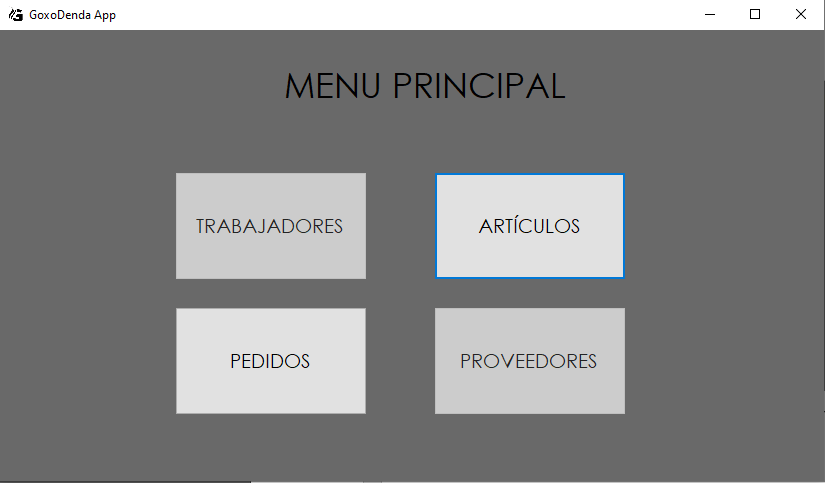 GoxoDenda App
MENU PRINCIPAL
TRABAJADORES
ARTÍCULOS
PEDIDOS
PROVEEDORES